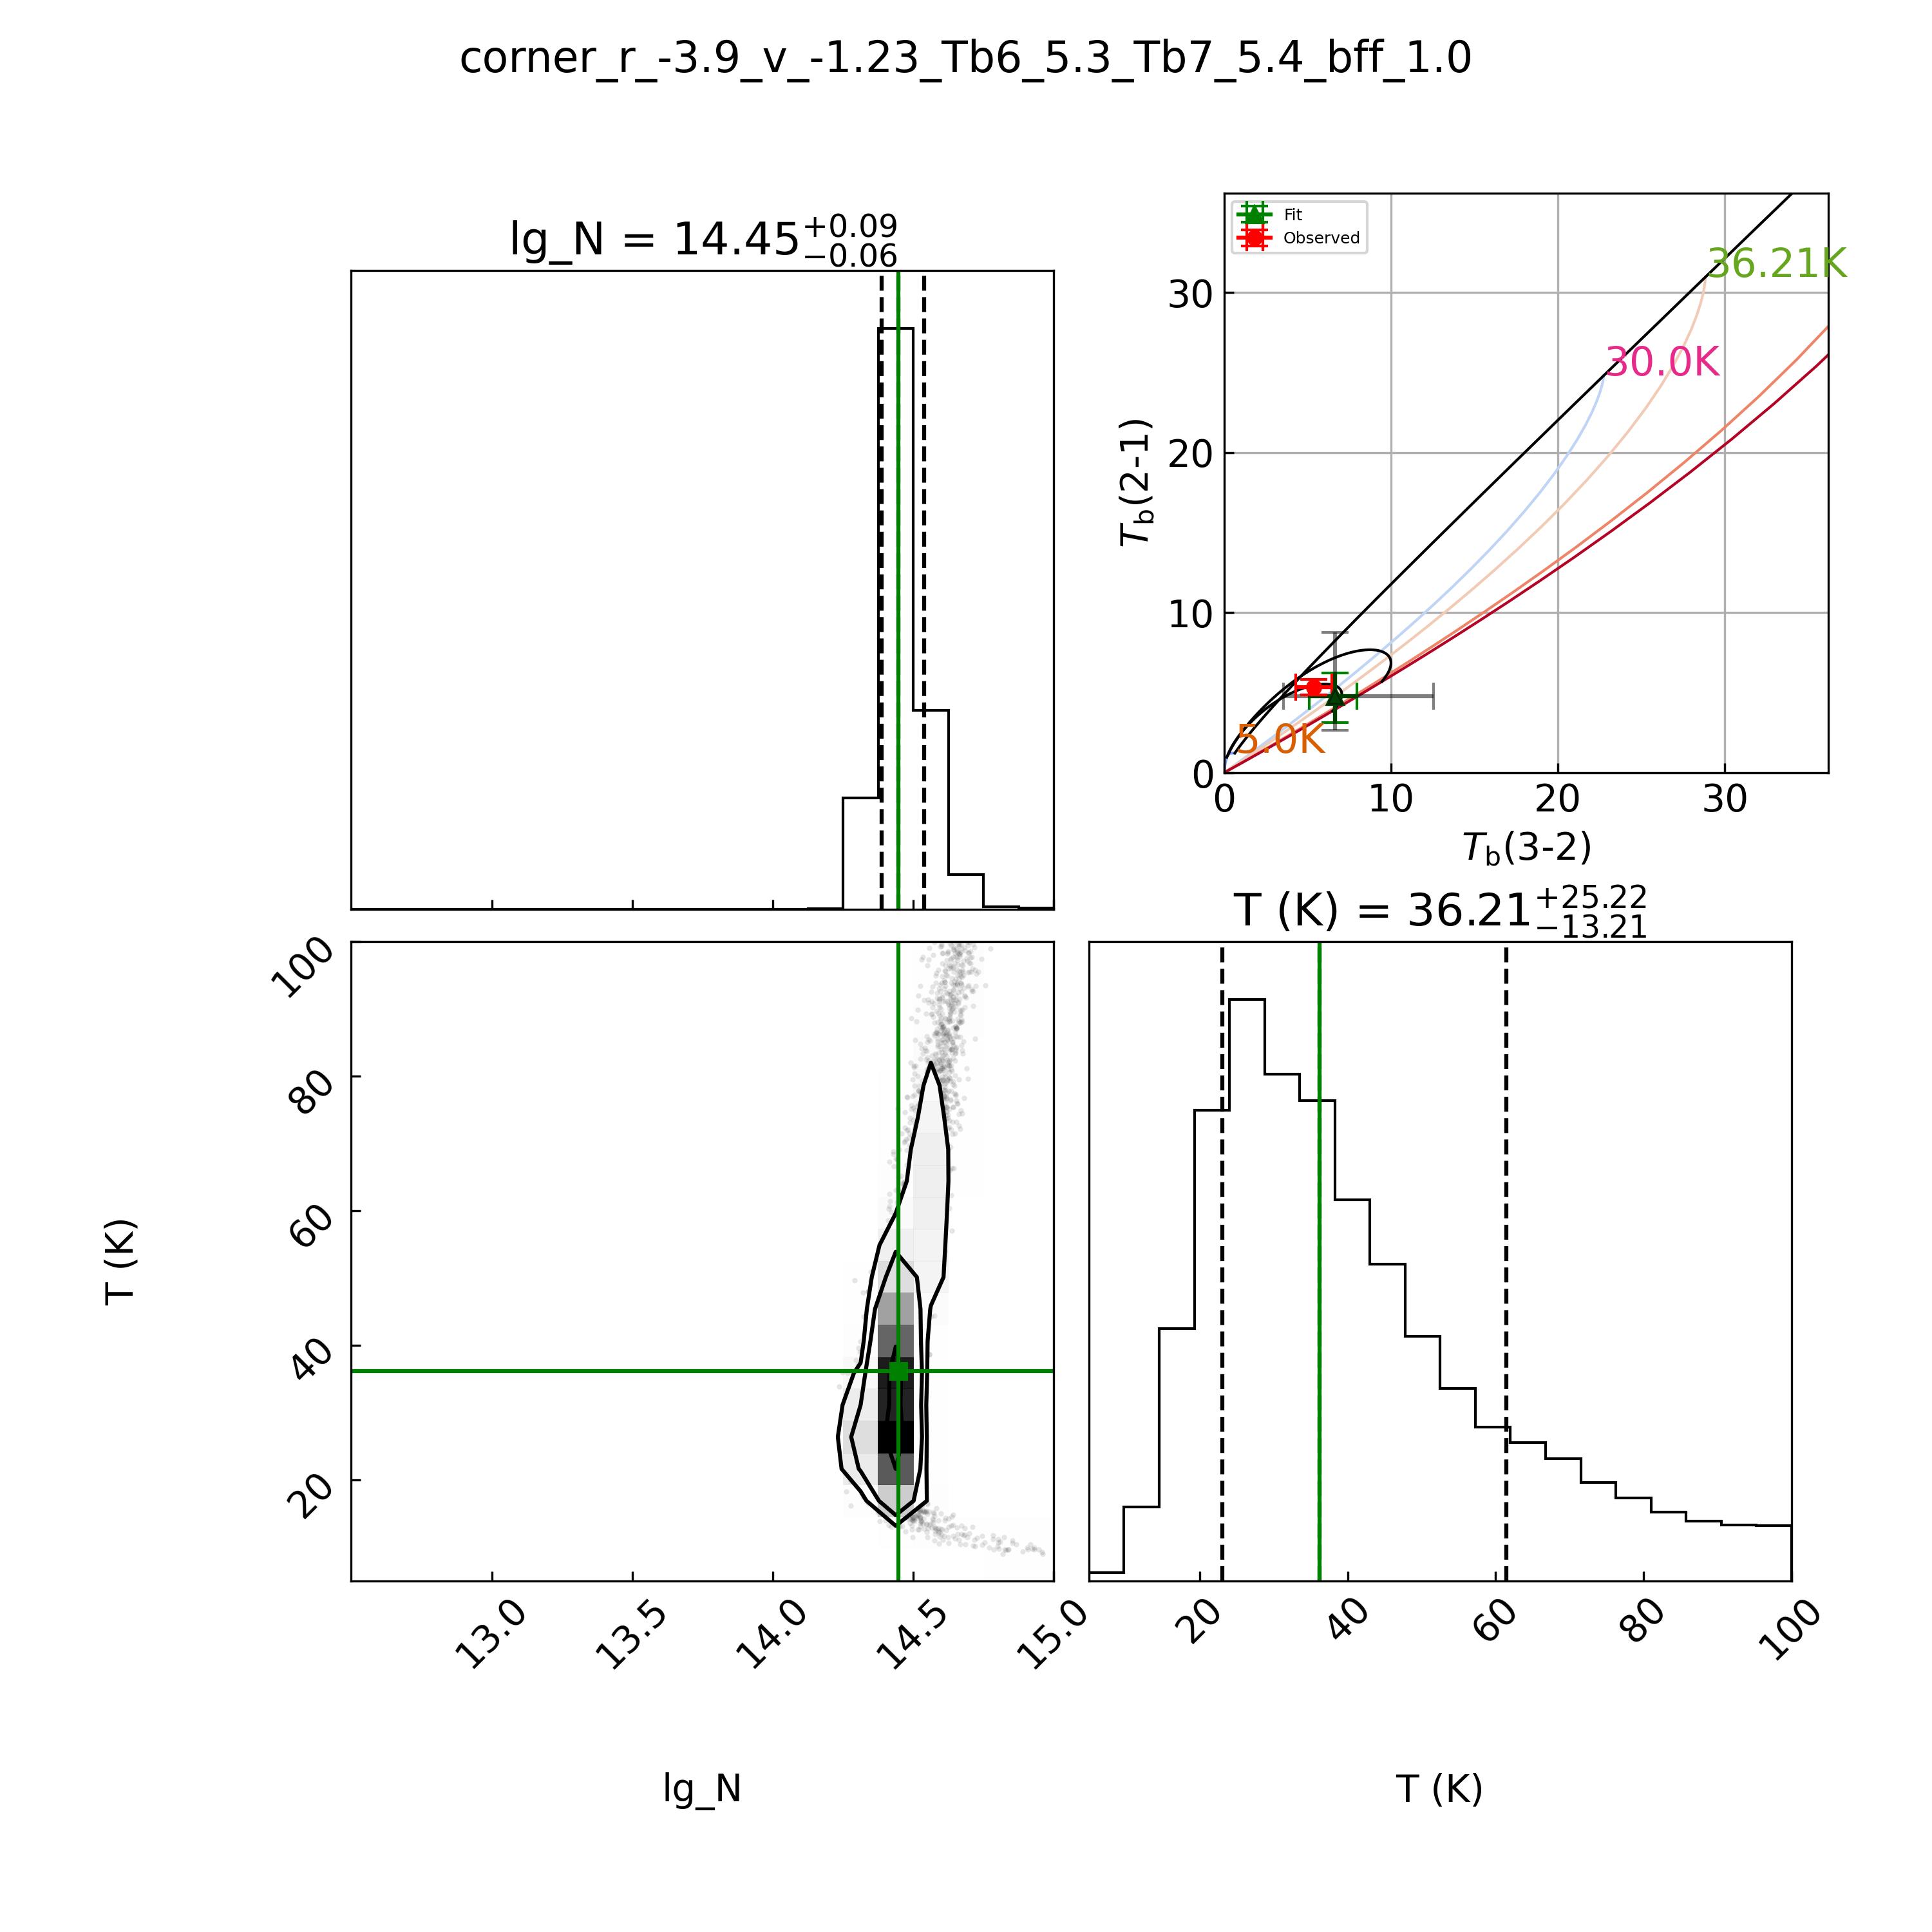 corner_r_-3.9_v_-1.23_Tb6_5.3_Tb7_5.4_bff_1.0
lg_N = 14.45 +0.09 −0.06
Fit
Observed
36.21K
30.0K
5.0K
30
20
10
0
T_b(2-1)
0 10 20 30
T_b(3-2)
T (K) = 36.21 +25.22 −13.21
100
80
60
40
20
T (K)
13.0 13.5 14.0 14.5 15.0
20 40 60 80 100
lg_N
T (K)